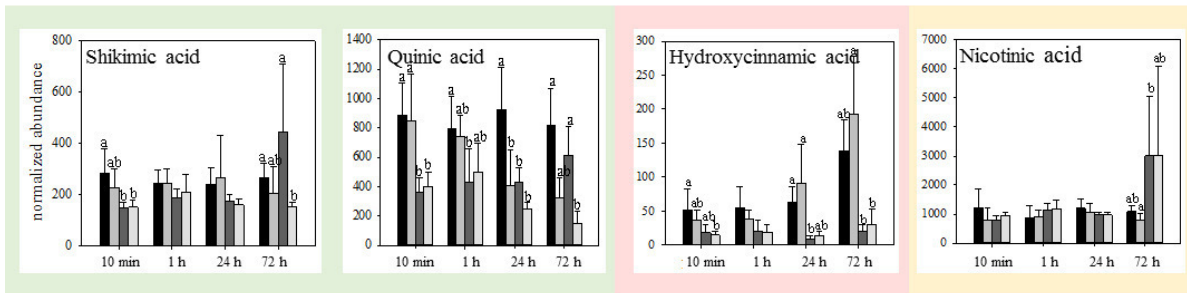 Shikimic acid
normalized abundance
800
600
400
200
0
a
ab
b
b
a
ab
a
b
10 min 1 h 24 h 72 h
Quinic acid
1400
1200
1000
800
600
400
200
0
a
a
b
b
a
ab
b
ab
a
b
b
b
a
b
a
b
10 min 1 h 24 h 72 h
Hydroxycinnamic acid
300
250
200
150
100
50
0
a
ab
ab
b
a
a
b
ab
ab
a
b
b
10 min 1 h 24 h 72 h
Nicotinic acid
7000
6000
5000
4000
3000
2000
1000
0
ab
a
b
ab
10 min 1 h 24 h 72 h